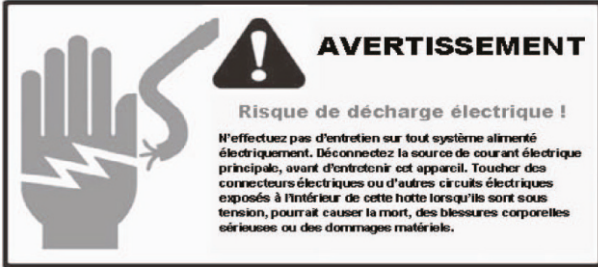 AVERTISSEMENT
Risque de décharge électrique !
N'effectuez pas d'entretien sur tout système alimenté
électriquement. Déconnectez la source de courant électrique
principale, avant d'entretenir cet appareil. Toucher des
connecteurs électriques ou d'autres circuits électriques
exposés à l'intérieur de cette hotte lorsqu'ils sont sous
tension, pourrait causer la mort, des blessures corporelles
sérieuses ou des dommages matériels.